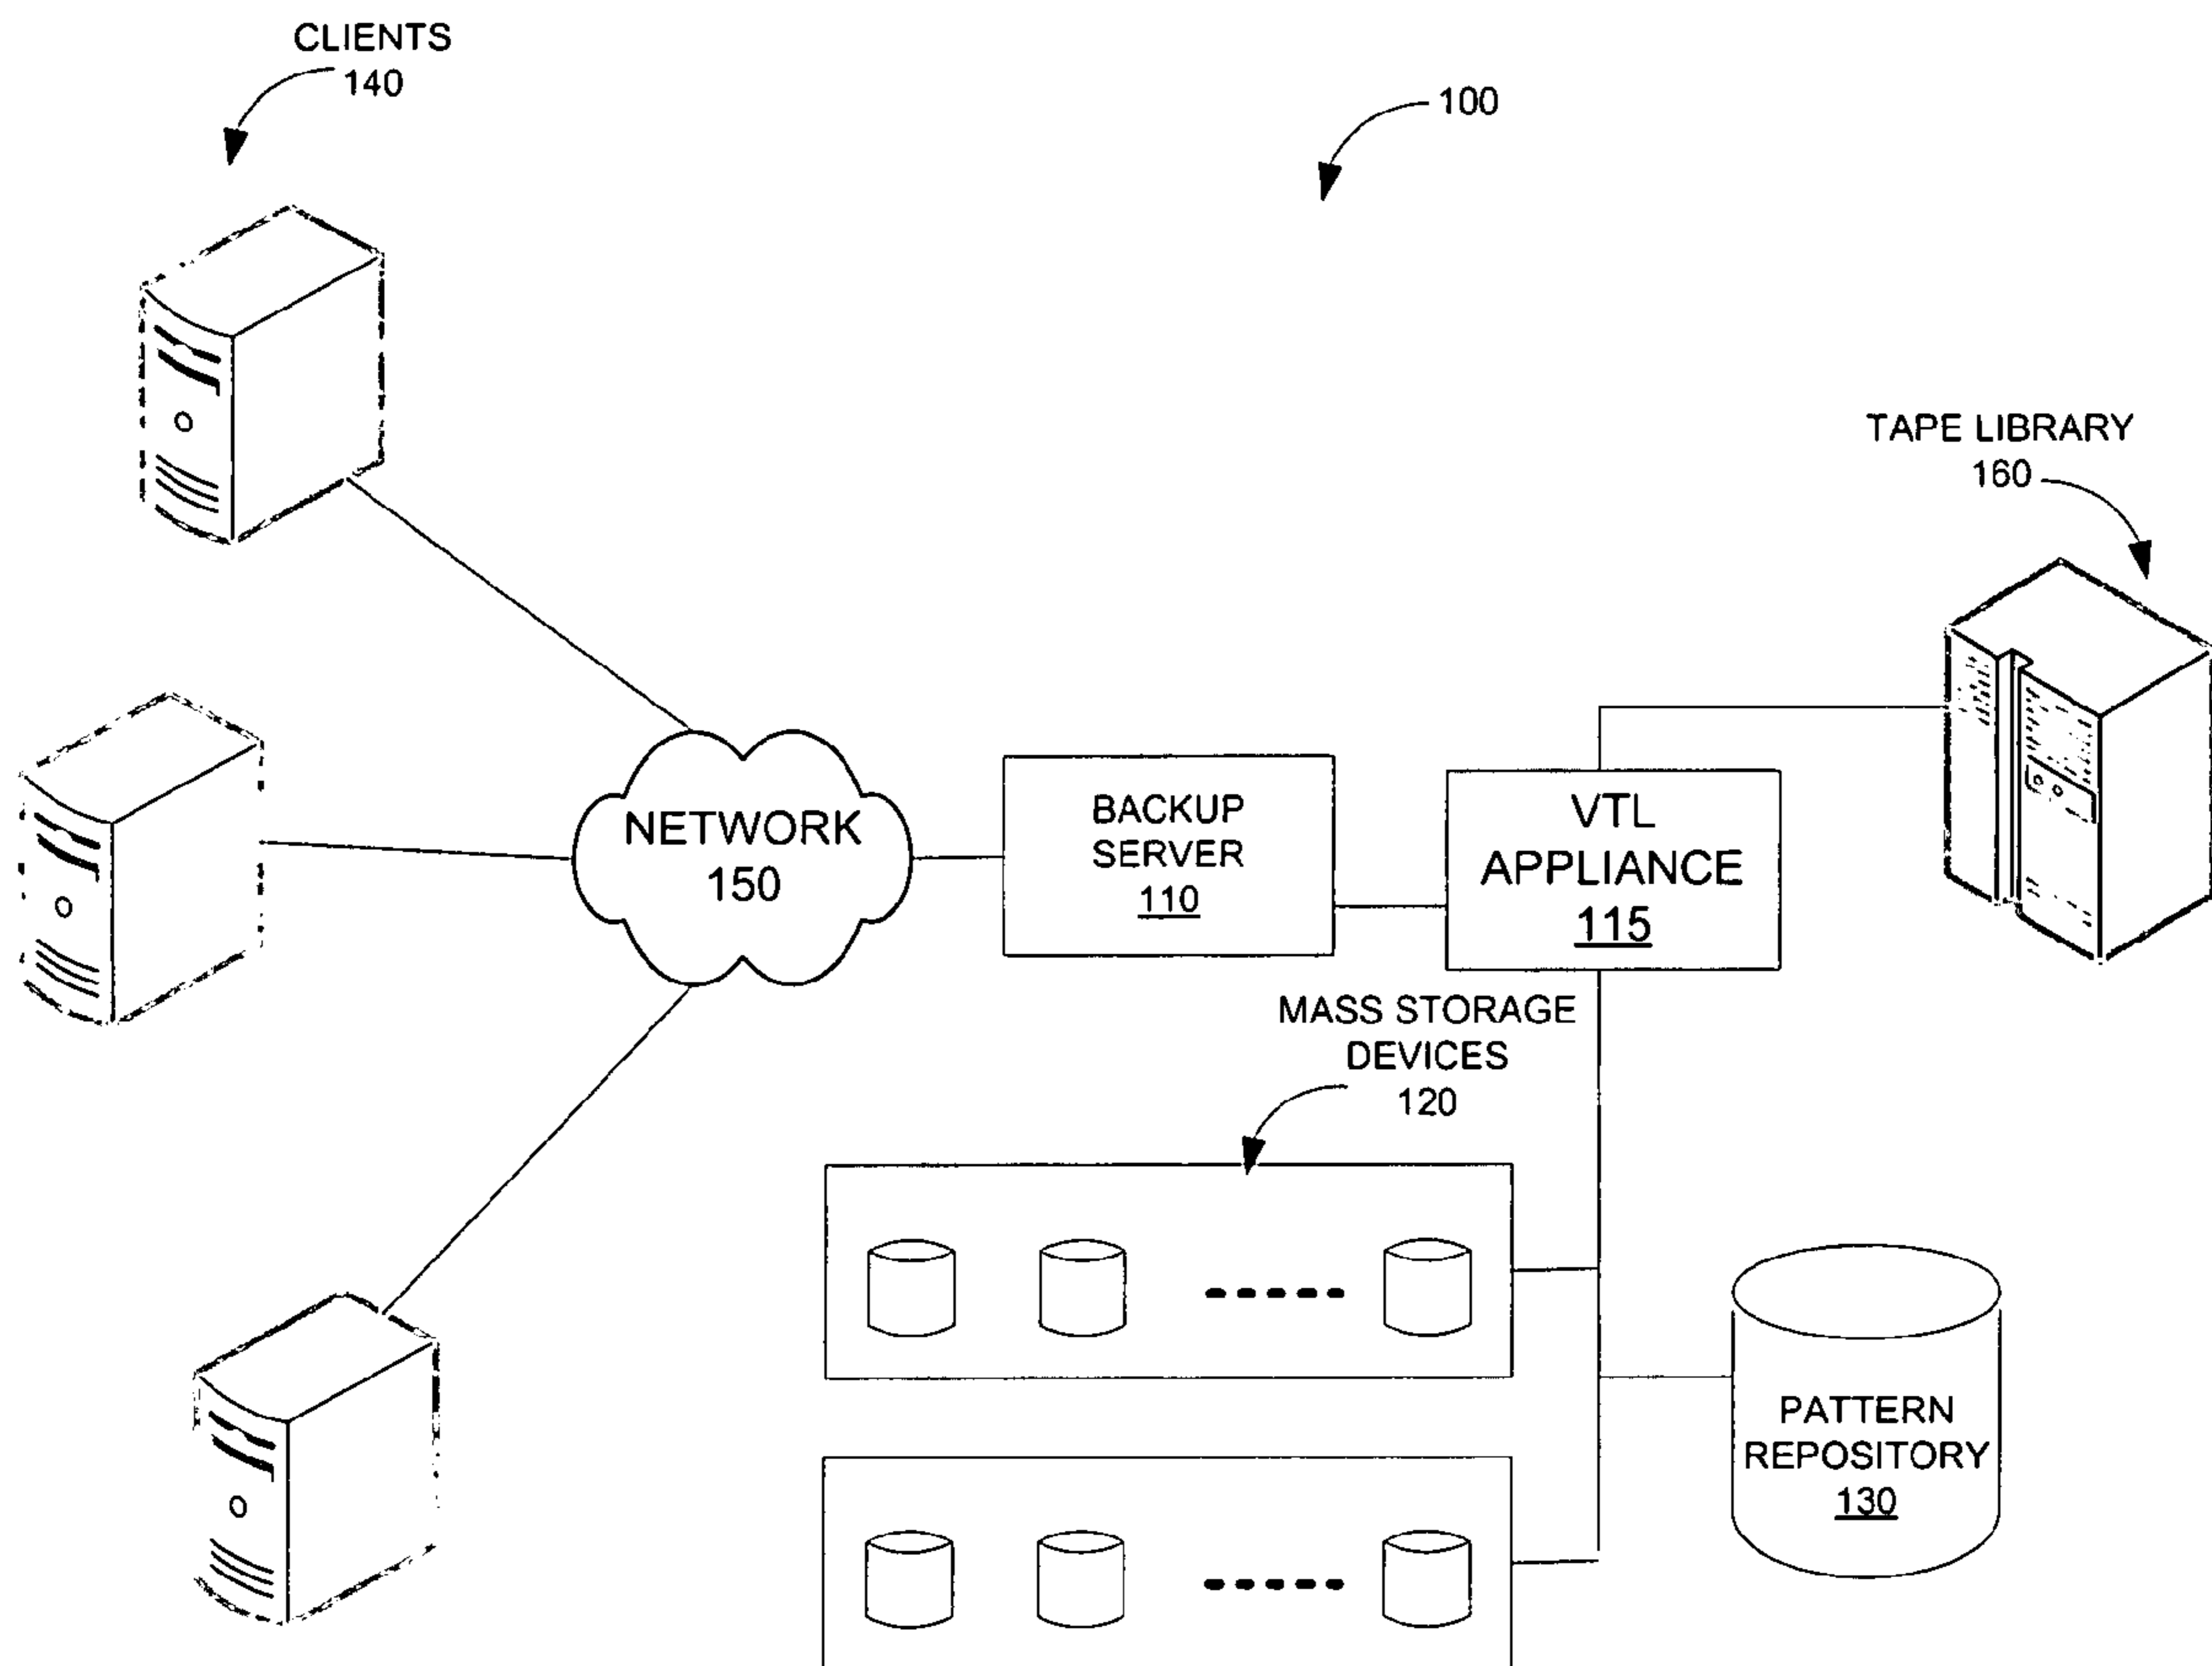 CLIENTS
140
100
TAPE LIBRARY
160
NETWORK
150
BACKUP
SERVER
110
VTL
APPLIANCE
115
MASS STORAGE
DEVICES
120
PATTERN
REPOSITORY
130